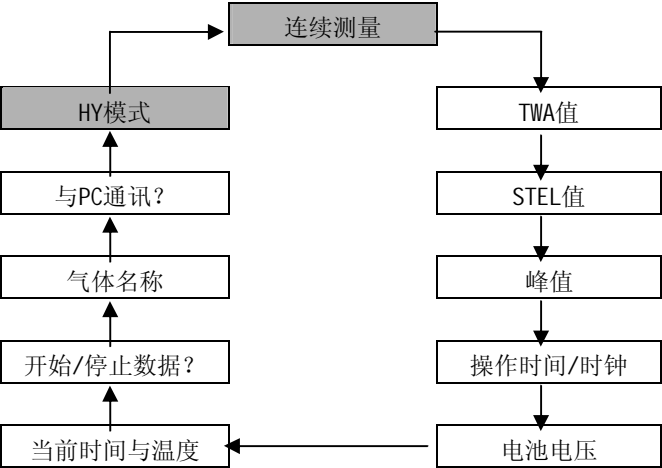 连续测量
HY模式
TWA值
与PC通讯?
STEL值
气体名称
峰值
开始/停止数据?
操作时间/时钟
当前时间与温度
电池电压